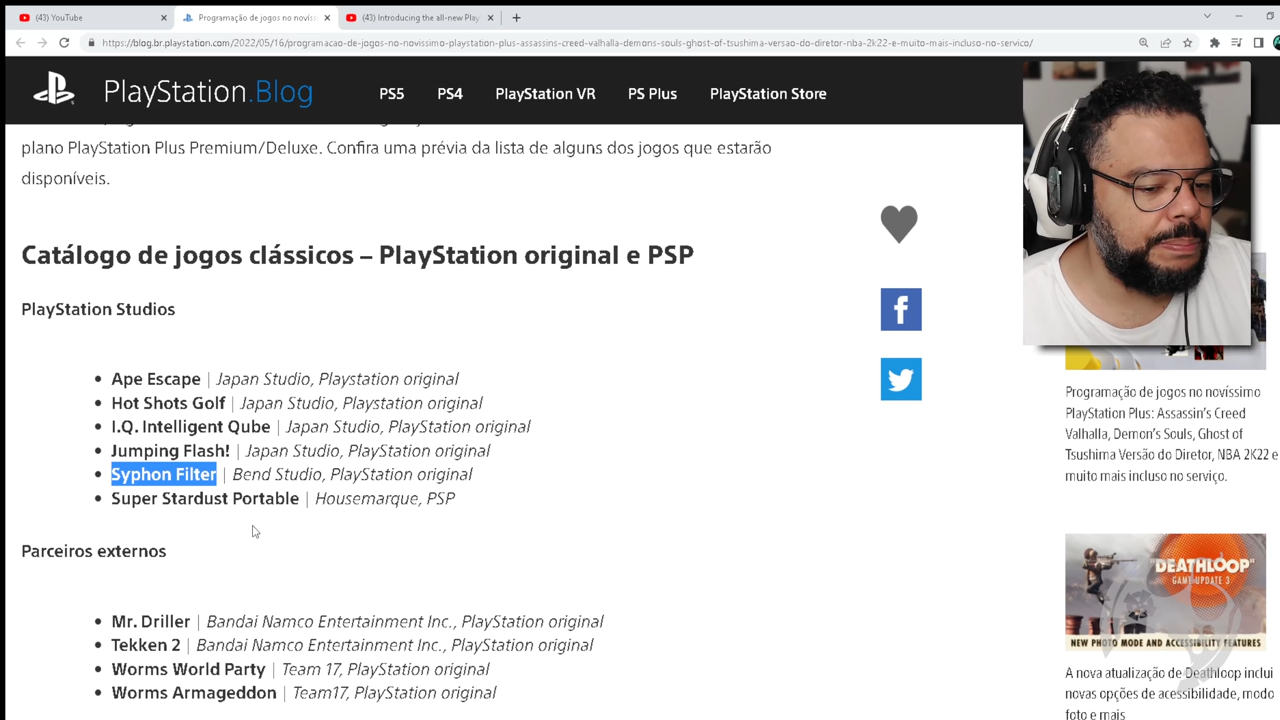 (43) YouTube
Programação de jogos no novíss
(43) Introducing the all-new Play
https://blog.br.playstation.com/2022/05/16/programacao-de-jogos-no-novissimo-playstation-plus-assassins-creed-valhalla-demons-souls-ghost-of-tsushima-versao-do-diretor-nba-2k22-e-muito-mais-incluso-no-servico/
PlayStation.Blog
PS5
PS4
PlayStation VR
PS Plus
PlayStation Store
plano PlayStation Plus Premium/Deluxe. Confira uma prévia da lista de alguns dos jogos que estarão
disponíveis.
Catálogo de jogos clássicos – PlayStation original e PSP
PlayStation Studios
Ape Escape | Japan Studio, Playstation original
Hot Shots Golf | Japan Studio, Playstation original
I.Q. Intelligent Qube | Japan Studio, PlayStation original
Jumping Flash! | Japan Studio, PlayStation original
Syphon Filter | Bend Studio, PlayStation original
Super Stardust Portable | Housemarque, PSP
Parceiros externos
Mr. Driller | Bandai Namco Entertainment Inc., PlayStation original
Tekken 2 | Bandai Namco Entertainment Inc., PlayStation original
Worms World Party | Team 17, PlayStation original
Worms Armageddon | Team17, PlayStation original
Programação de jogos no novíssimo
PlayStation Plus: Assassin's Creed
Valhalla, Demon's Souls, Ghost of
Tsushima Versão do Diretor, NBA 2K22 e
muito mais incluso no serviço.
"DEATHLOOP"
GAME UPDATE 3
NEW PHOTO MODE AND ACCESSIBILITY FEATURES
A nova atualização de Deathloop inclui
novas opções de acessibilidade, modo
foto e mais